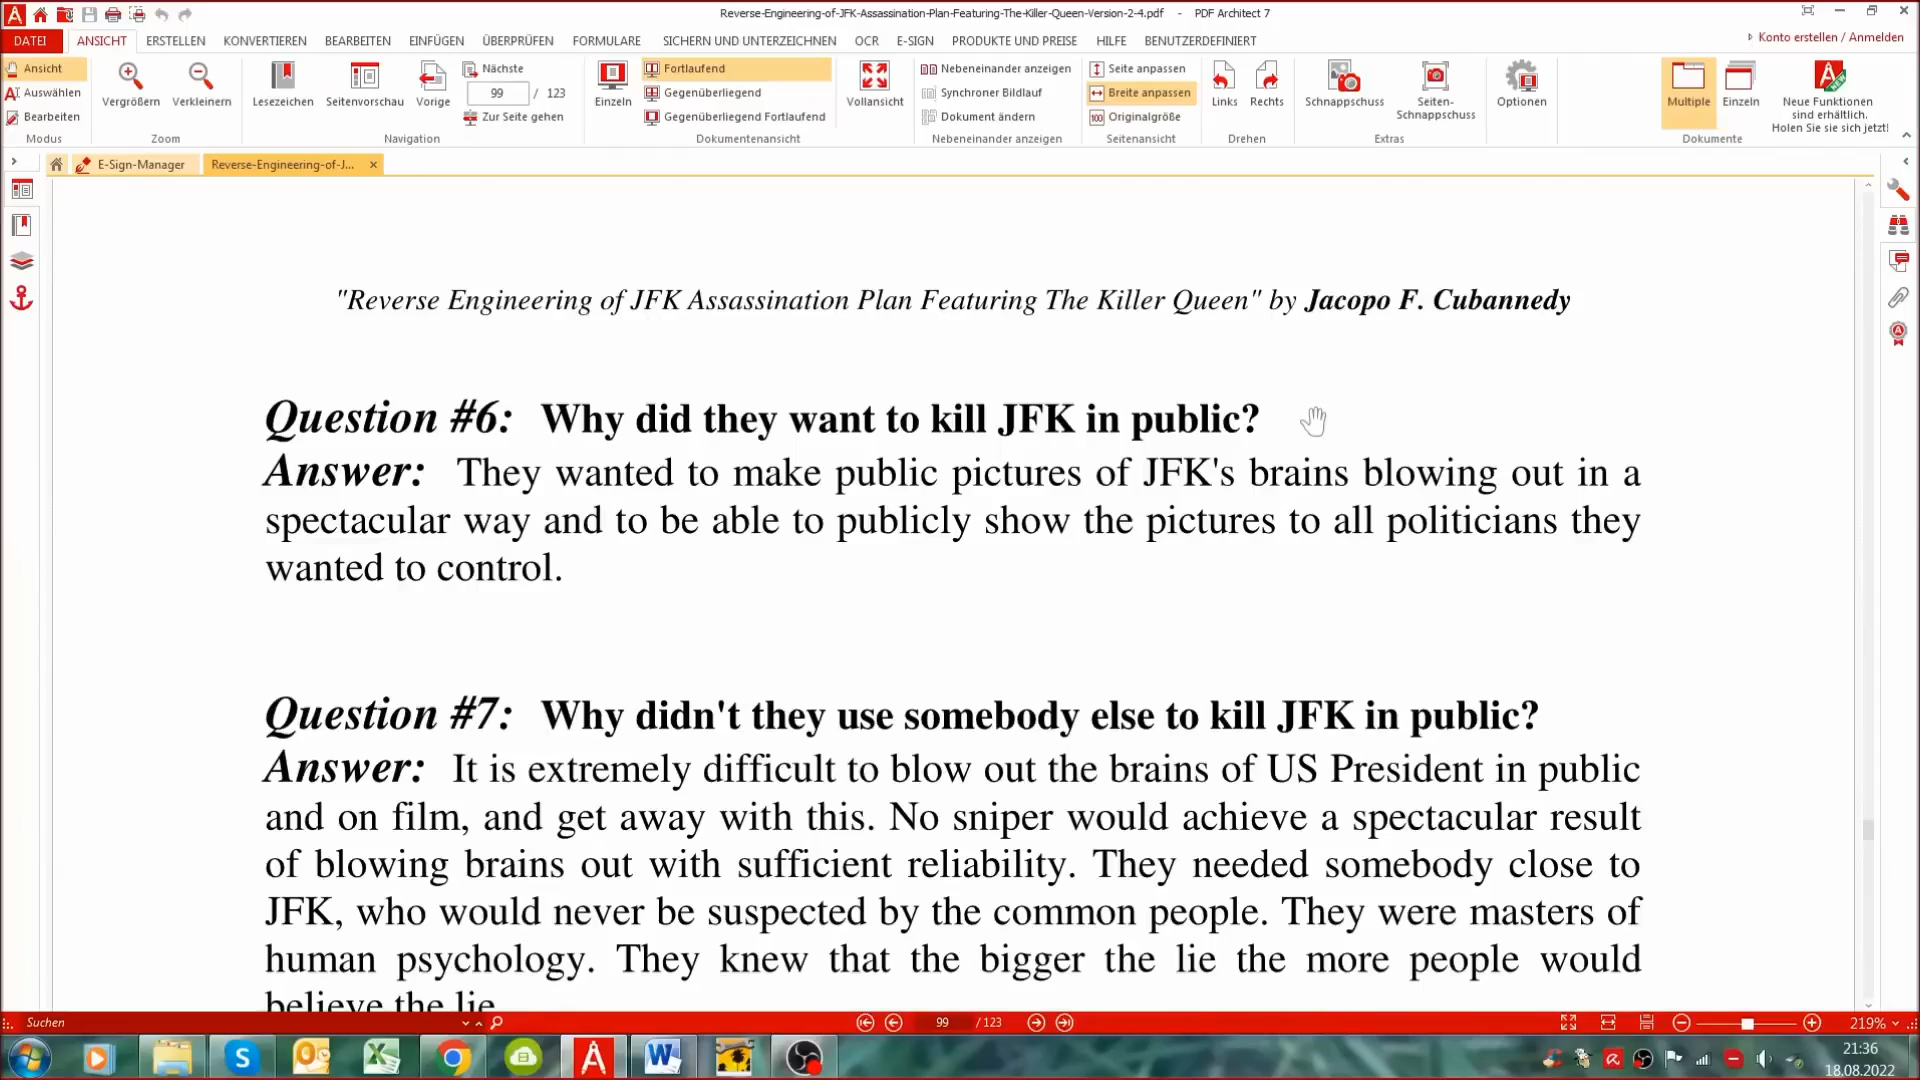 Reverse-Engineering-of-JFK-Assassination-Plan-Featuring-The-Killer-Queen-Version-2-4.pdf - PDF Architect 7
DATEI ANSICHT ERSTELLEN KONVERTIEREN BEARBEITEN EINFÜGEN ÜBERPRÜFEN FORMULARE SICHERN UND UNTERZEICHNEN OCR E-SIGN PRODUKTE UND PREISE HILFE BENUTZERDEFINIERT Konto erstellen / Anmelden
Ansicht
Auswählen
Bearbeiten
Modus
Vergrößern Verkleinern
Zoom
Lesezeichen Seitenvorschau Vorige
Nächste
99 / 123
Zur Seite gehen
Navigation
Einzeln
Fortlaufend
Gegenüberliegend
Gegenüberliegend Fortlaufend
Dokumentansicht
Vollansicht
Nebeneinander anzeigen
Synchroner Bildlauf
Dokument ändern
Nebeneinander anzeigen
Seite anpassen
Breite anpassen
100 Originalgröße
Seitenansicht
Links Rechts
Drehen
Schnappschuss
Seiten-
Schnappschuss
Extras
Optionen
Multiple Einzeln
Dokumente
NEW
Neue Funktionen
sind erhältlich.
Holen Sie sie sich jetzt!
E-Sign-Manager Reverse-Engineering-of-J...
"Reverse Engineering of JFK Assassination Plan Featuring The Killer Queen" by Jacopo F. Cubannedy
Question #6: Why did they want to kill JFK in public?
Answer: They wanted to make public pictures of JFK's brains blowing out in a
spectacular way and to be able to publicly show the pictures to all politicians they
wanted to control.
Question #7: Why didn't they use somebody else to kill JFK in public?
Answer: It is extremely difficult to blow out the brains of US President in public
and on film, and get away with this. No sniper would achieve a spectacular result
of blowing brains out with sufficient reliability. They needed somebody close to
JFK, who would never be suspected by the common people. They were masters of
human psychology. They knew that the bigger the lie the more people would
believe the lie.
Suchen 99 / 123 219%
21:36
18.08.2022